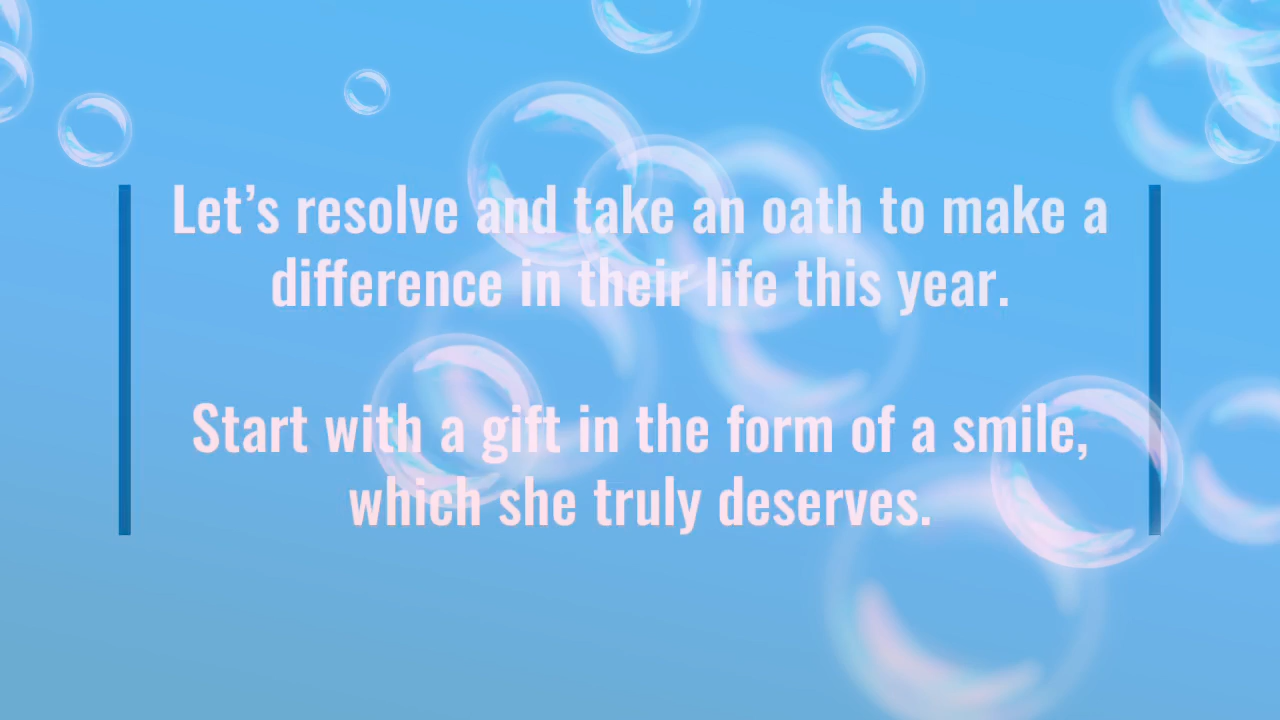 Let’s resolve and take an oath to make a
difference in their life this year.
Start with a gift in the form of a smile,
which she truly deserves.